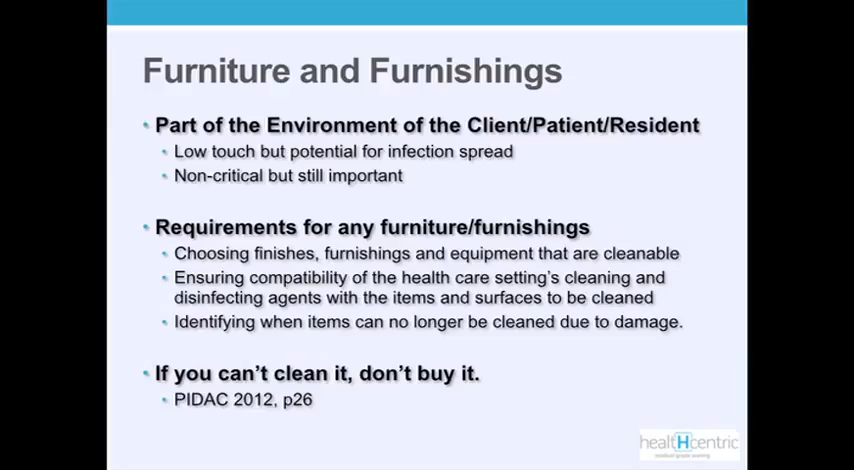 Furniture and Furnishings
• Part of the Environment of the Client/Patient/Resident
• Low touch but potential for infection spread
• Non-critical but still important
• Requirements for any furniture/furnishings
• Choosing finishes, furnishings and equipment that are cleanable
• Ensuring compatibility of the health care setting's cleaning and
disinfecting agents with the items and surfaces to be cleaned
• Identifying when items can no longer be cleaned due to damage.
• If you can't clean it, don't buy it.
• PIDAC 2012, p26
healtHcentric
medical-grade seating